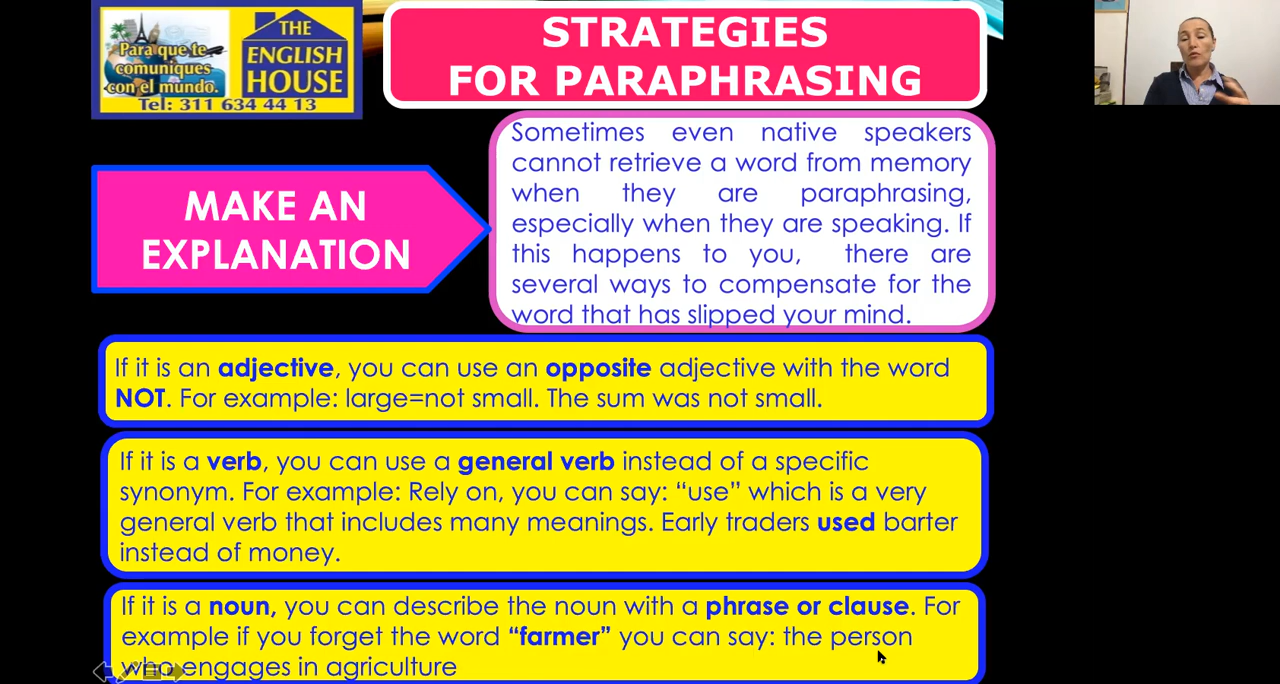 Para que te
comuniques
con el mundo.
THE
ENGLISH
HOUSE
Tel: 311 634 44 13
STRATEGIES
FOR PARAPHRASING
MAKE AN
EXPLANATION
Sometimes even native speakers
cannot retrieve a word from memory
when they are paraphrasing,
especially when they are speaking. If
this happens to you, there are
several ways to compensate for the
word that has slipped your mind.
If it is an adjective, you can use an opposite adjective with the word
NOT. For example: large=not small. The sum was not small.
If it is a verb, you can use a general verb instead of a specific
synonym. For example: Rely on, you can say: “use” which is a very
general verb that includes many meanings. Early traders used barter
instead of money.
If it is a noun, you can describe the noun with a phrase or clause. For
example if you forget the word “farmer” you can say: the person
who engages in agriculture